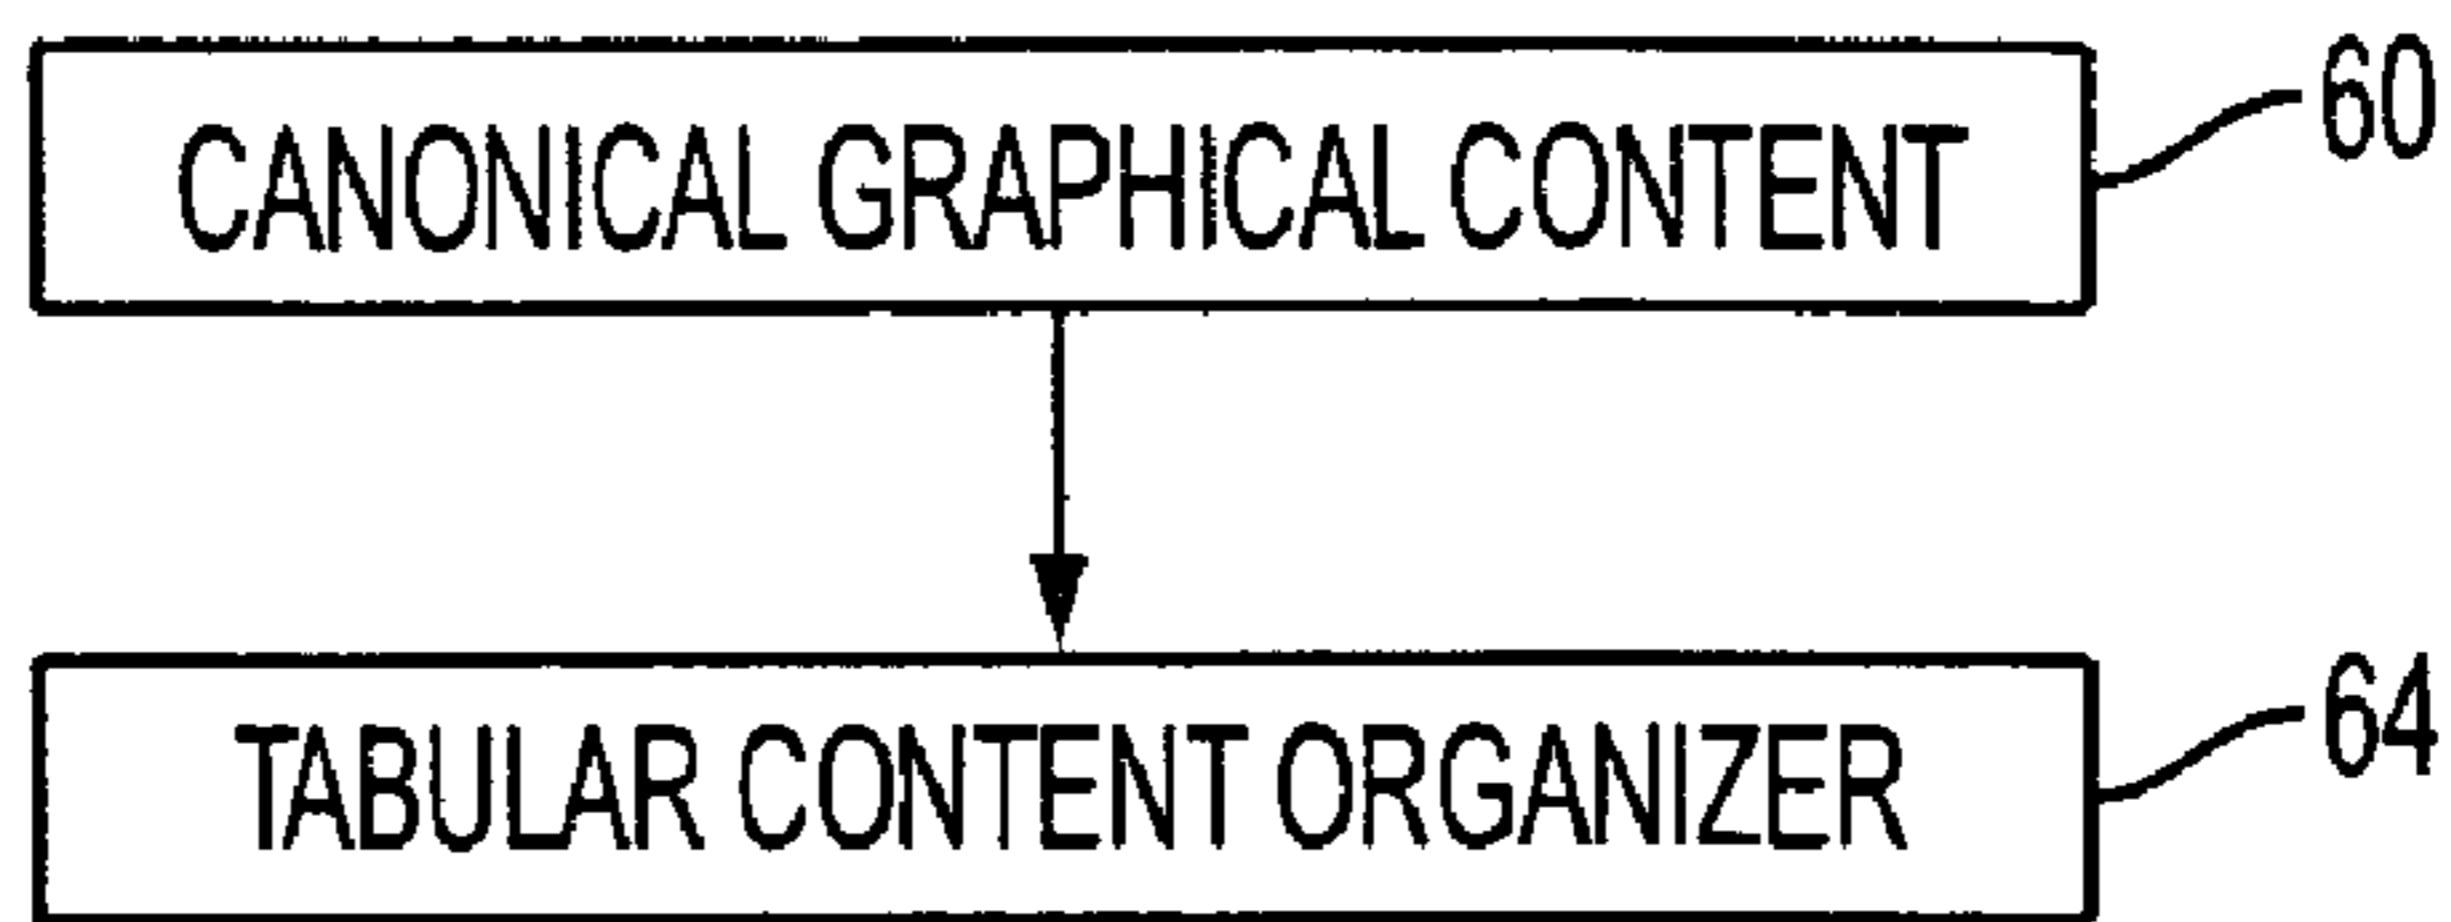 CANONICAL GRAPHICAL CONTENT
60
TABULAR CONTENT ORGANIZER
64